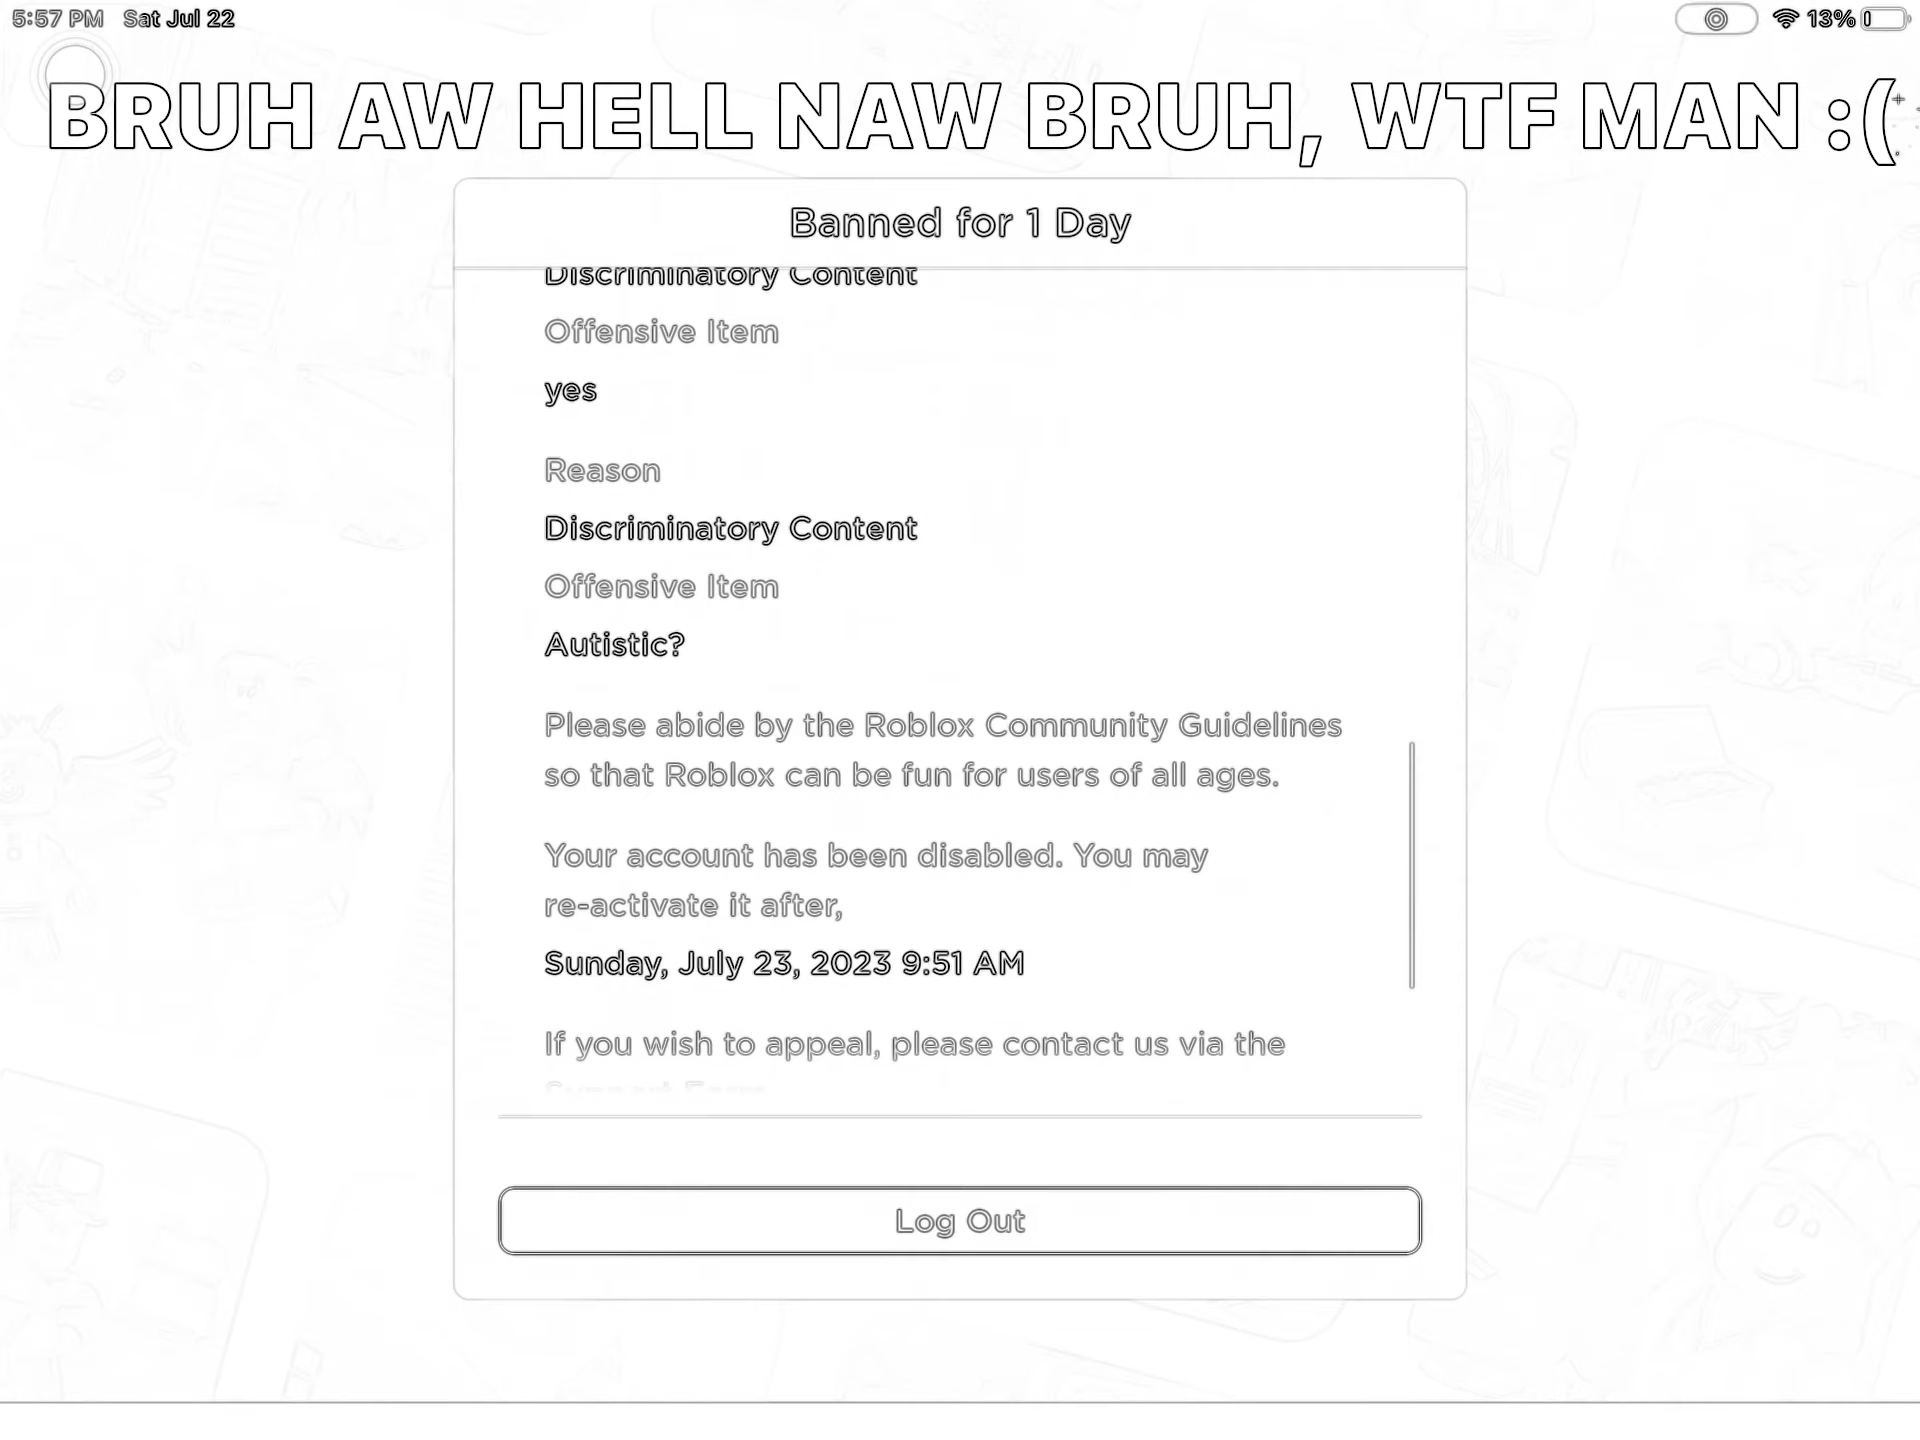 5:57 PM Sat Jul 22 13%
BRUH AW HELL NAW BRUH, WTF MAN :(
Banned for 1 Day
Discriminatory Content
Offensive Item
yes
Reason
Discriminatory Content
Offensive Item
Autistic?
Please abide by the Roblox Community Guidelines
so that Roblox can be fun for users of all ages.
Your account has been disabled. You may
re-activate it after,
Sunday, July 23, 2023 9:51 AM
If you wish to appeal, please contact us via the
Log Out